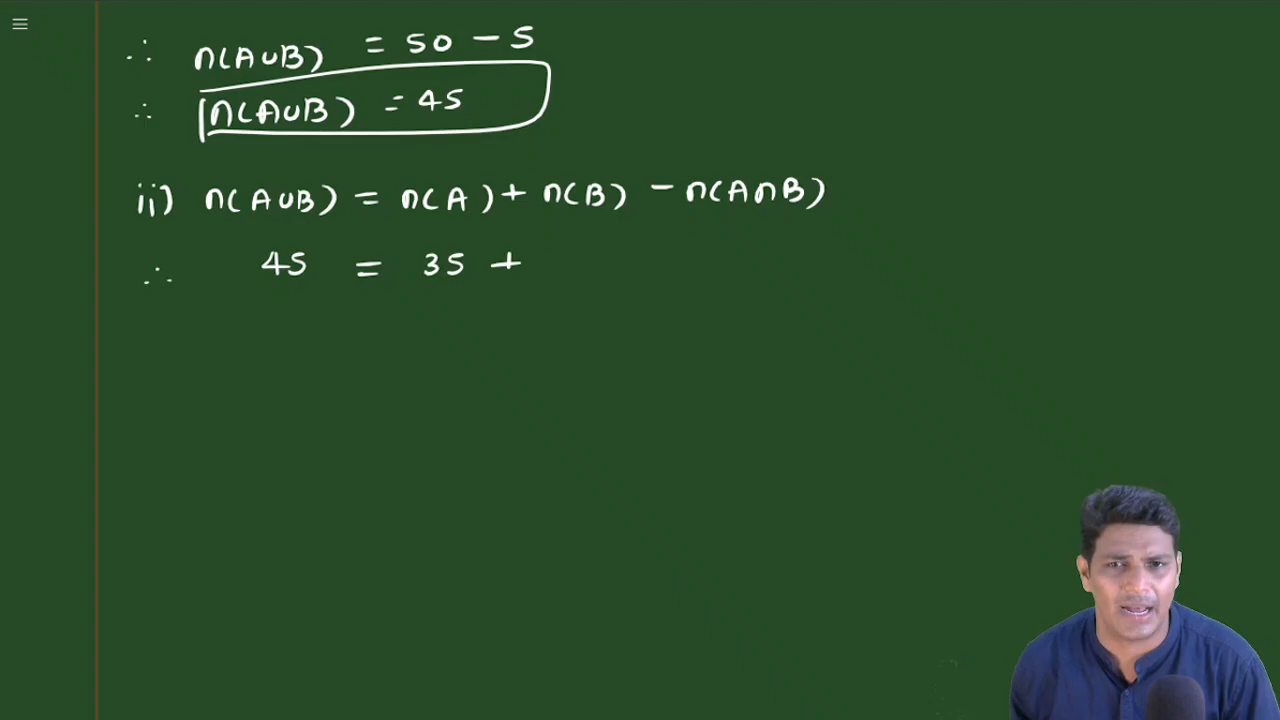 ∴ n(A∪B) = 50 − 5
∴ n(A∪B) = 45
ii) n(A∪B) = n(A) + n(B) − n(A∩B)
∴ 45 = 35 +